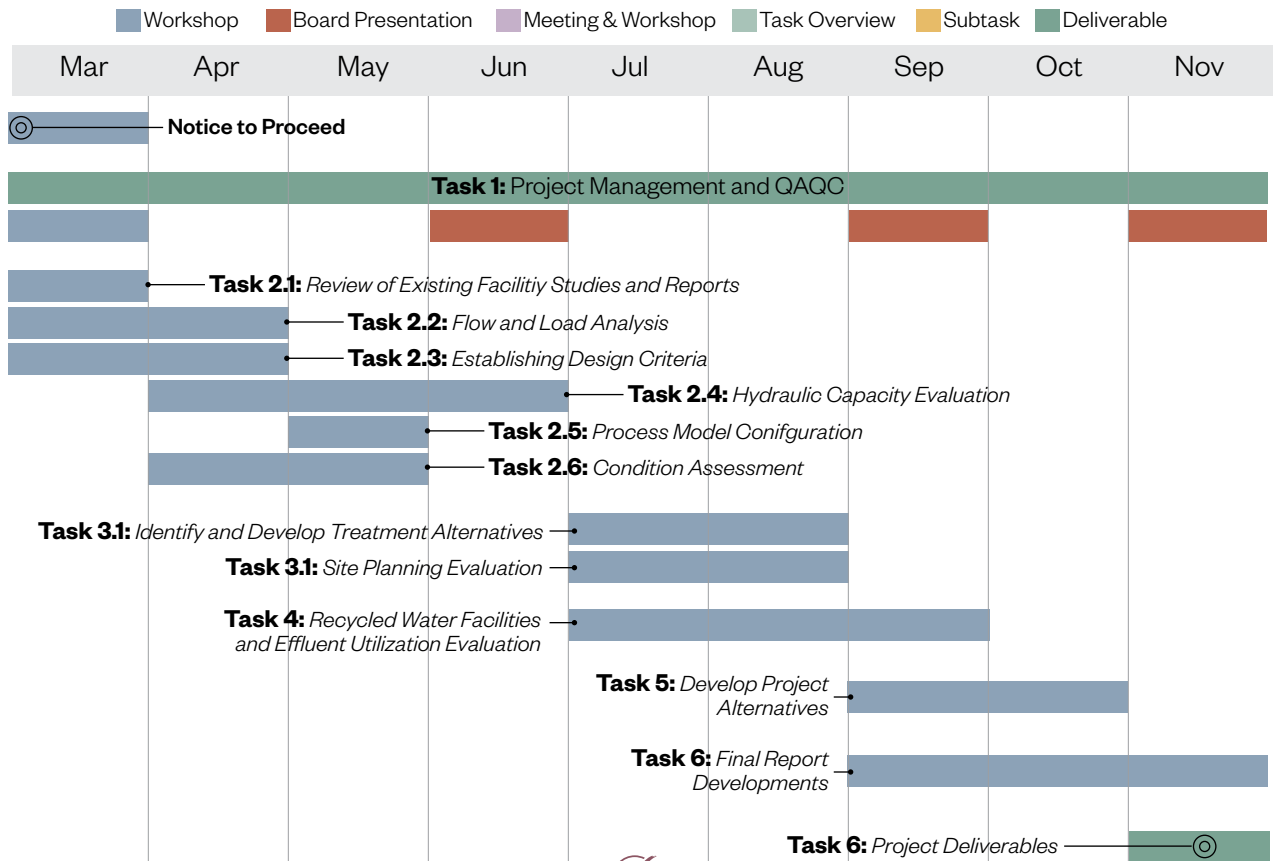 Workshop Board Presentation Meeting & Workshop Task Overview Subtask Deliverable
Mar Apr May Jun Jul Aug Sep Oct Nov
Notice to Proceed
Task 1: Project Management and QAQC
Task 2.1: Review of Existing Facilitiy Studies and Reports
Task 2.2: Flow and Load Analysis
Task 2.3: Establishing Design Criteria
Task 2.4: Hydraulic Capacity Evaluation
Task 2.5: Process Model Conifguration
Task 2.6: Condition Assessment
Task 3.1: Identify and Develop Treatment Alternatives
Task 3.1: Site Planning Evaluation
Task 4: Recycled Water Facilities
and Effluent Utilization Evaluation
Task 5: Develop Project
Alternatives
Task 6: Final Report
Developments
Task 6: Project Deliverables